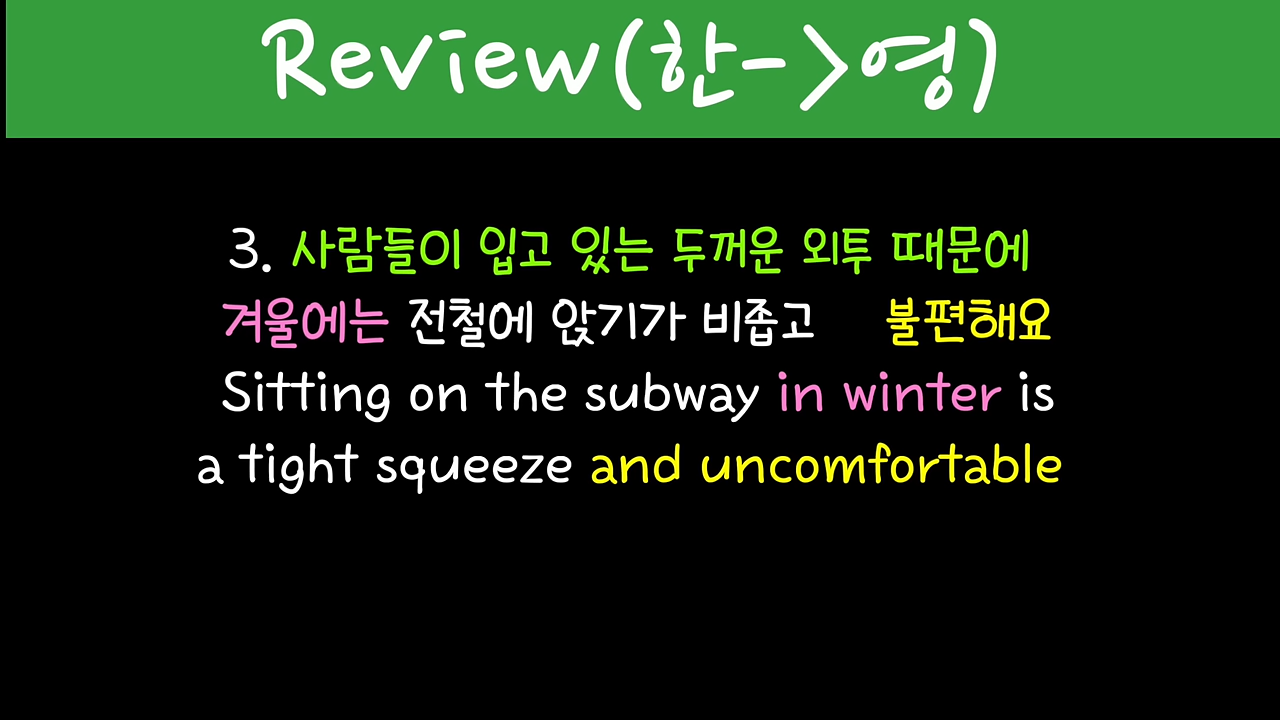 Review(한->영)
3. 사람들이 입고 있는 두꺼운 외투 때문에
겨울에는 전철에 앉기가 비좁고 불편해요
Sitting on the subway in winter is
a tight squeeze and uncomfortable